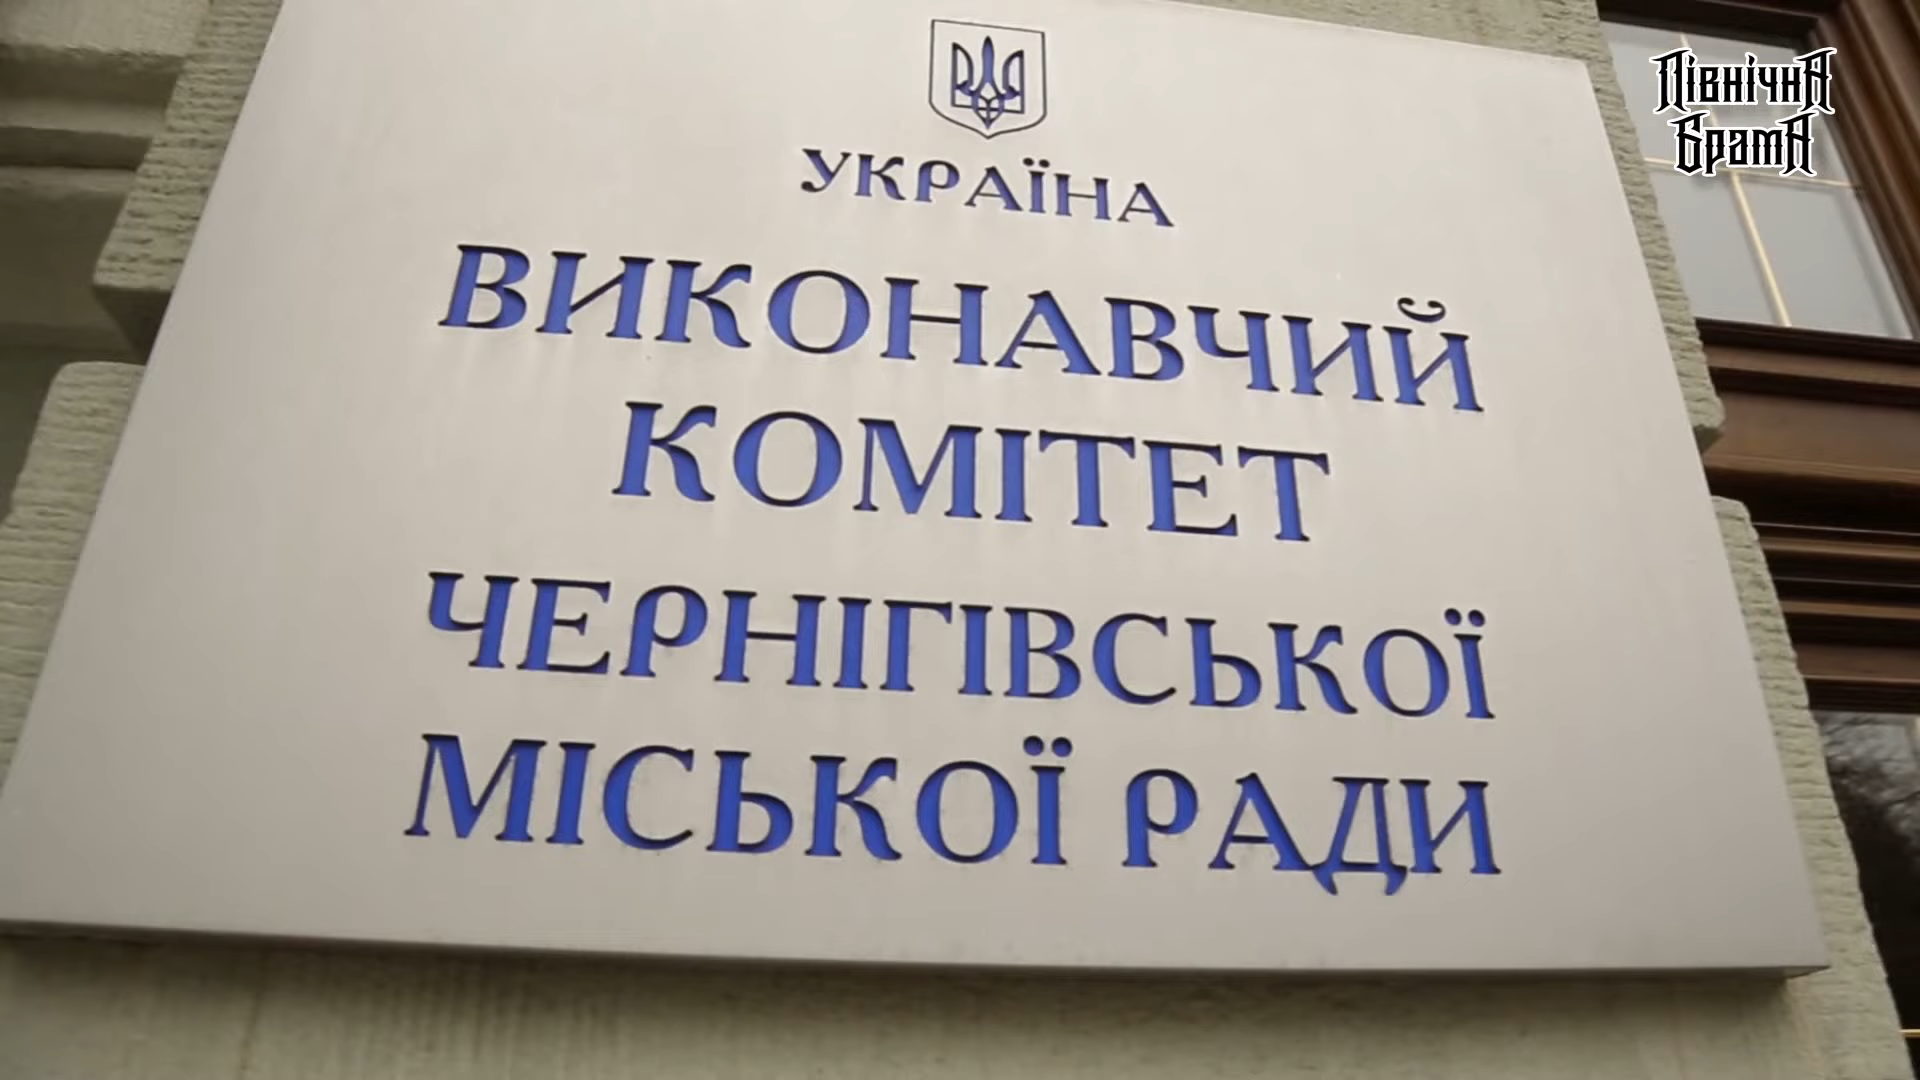 УКРАЇНА
ВИКОНАВЧИЙ
КОМІТЕТ
ЧЕРНІГІВСЬКОЇ
МІСЬКОЇ РАДИ
ПівнічнА
БрамА